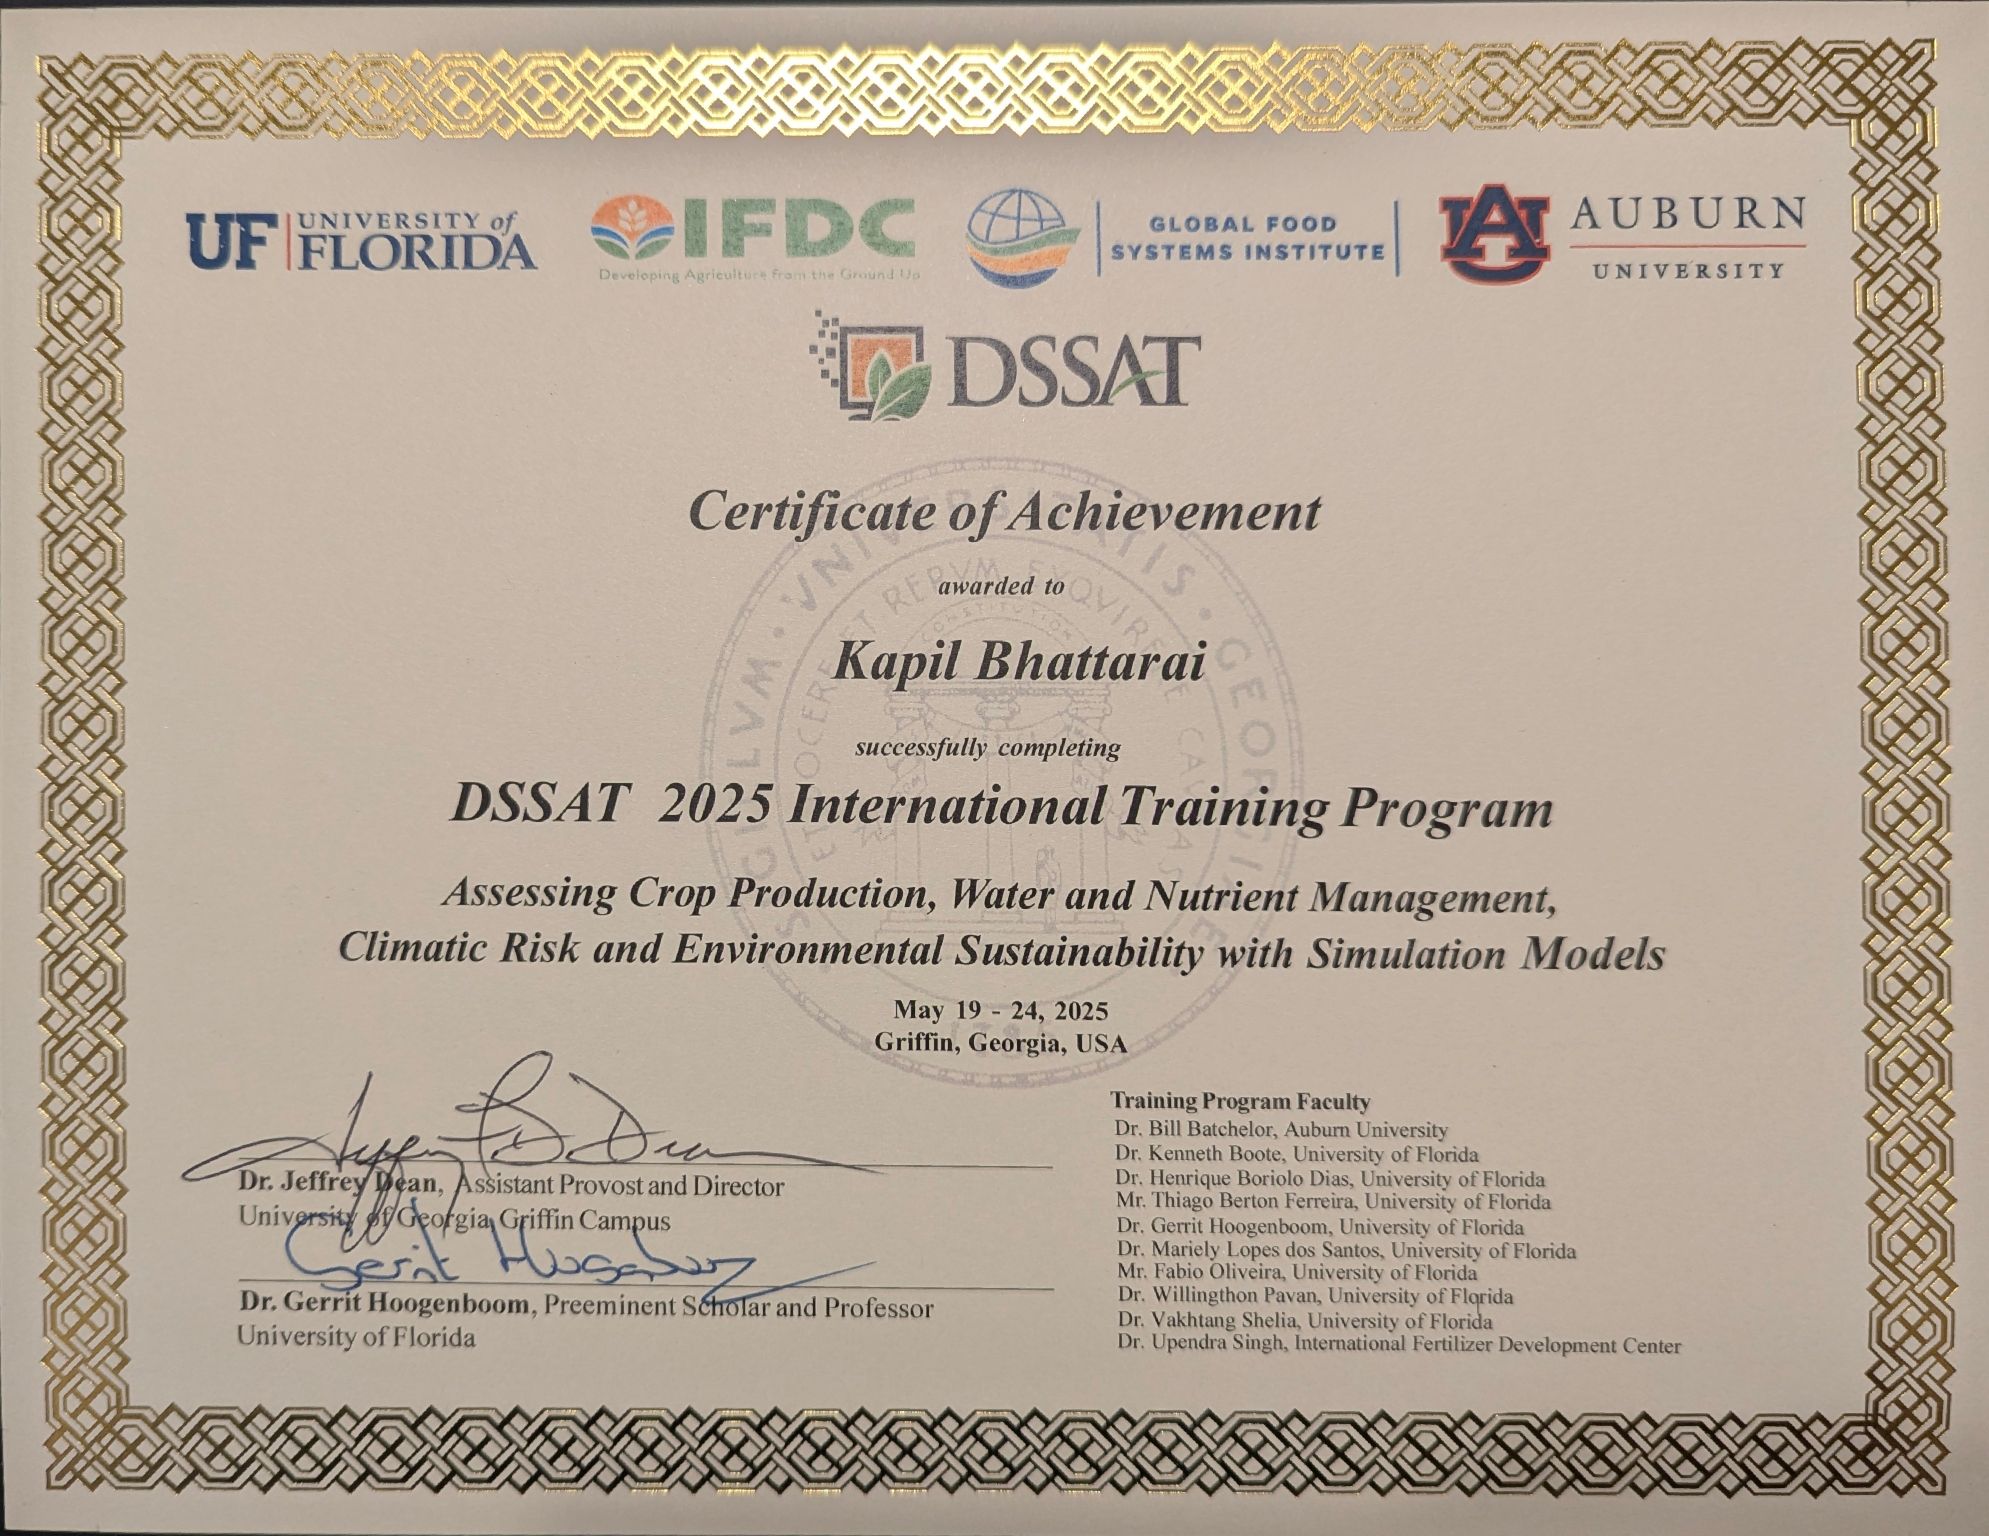 UF UNIVERSITY of FLORIDA
IFDC
Developing Agriculture from the Ground Up
GLOBAL FOOD
SYSTEMS INSTITUTE
AUBURN
UNIVERSITY
DSSAT
Certificate of Achievement
awarded to
Kapil Bhattarai
successfully completing
DSSAT 2025 International Training Program
Assessing Crop Production, Water and Nutrient Management,
Climatic Risk and Environmental Sustainability with Simulation Models
May 19 - 24, 2025
Griffin, Georgia, USA
Dr. Jeffrey Dean, Assistant Provost and Director
University of Georgia Griffin Campus
Dr. Gerrit Hoogenboom, Preeminent Scholar and Professor
University of Florida
Training Program Faculty
Dr. Bill Batchelor, Auburn University
Dr. Kenneth Boote, University of Florida
Dr. Henrique Boriolo Dias, University of Florida
Mr. Thiago Berton Ferreira, University of Florida
Dr. Gerrit Hoogenboom, University of Florida
Dr. Mariely Lopes dos Santos, University of Florida
Mr. Fabio Oliveira, University of Florida
Dr. Willingthon Pavan, University of Florida
Dr. Vakhtang Shelia, University of Florida
Dr. Upendra Singh, International Fertilizer Development Center